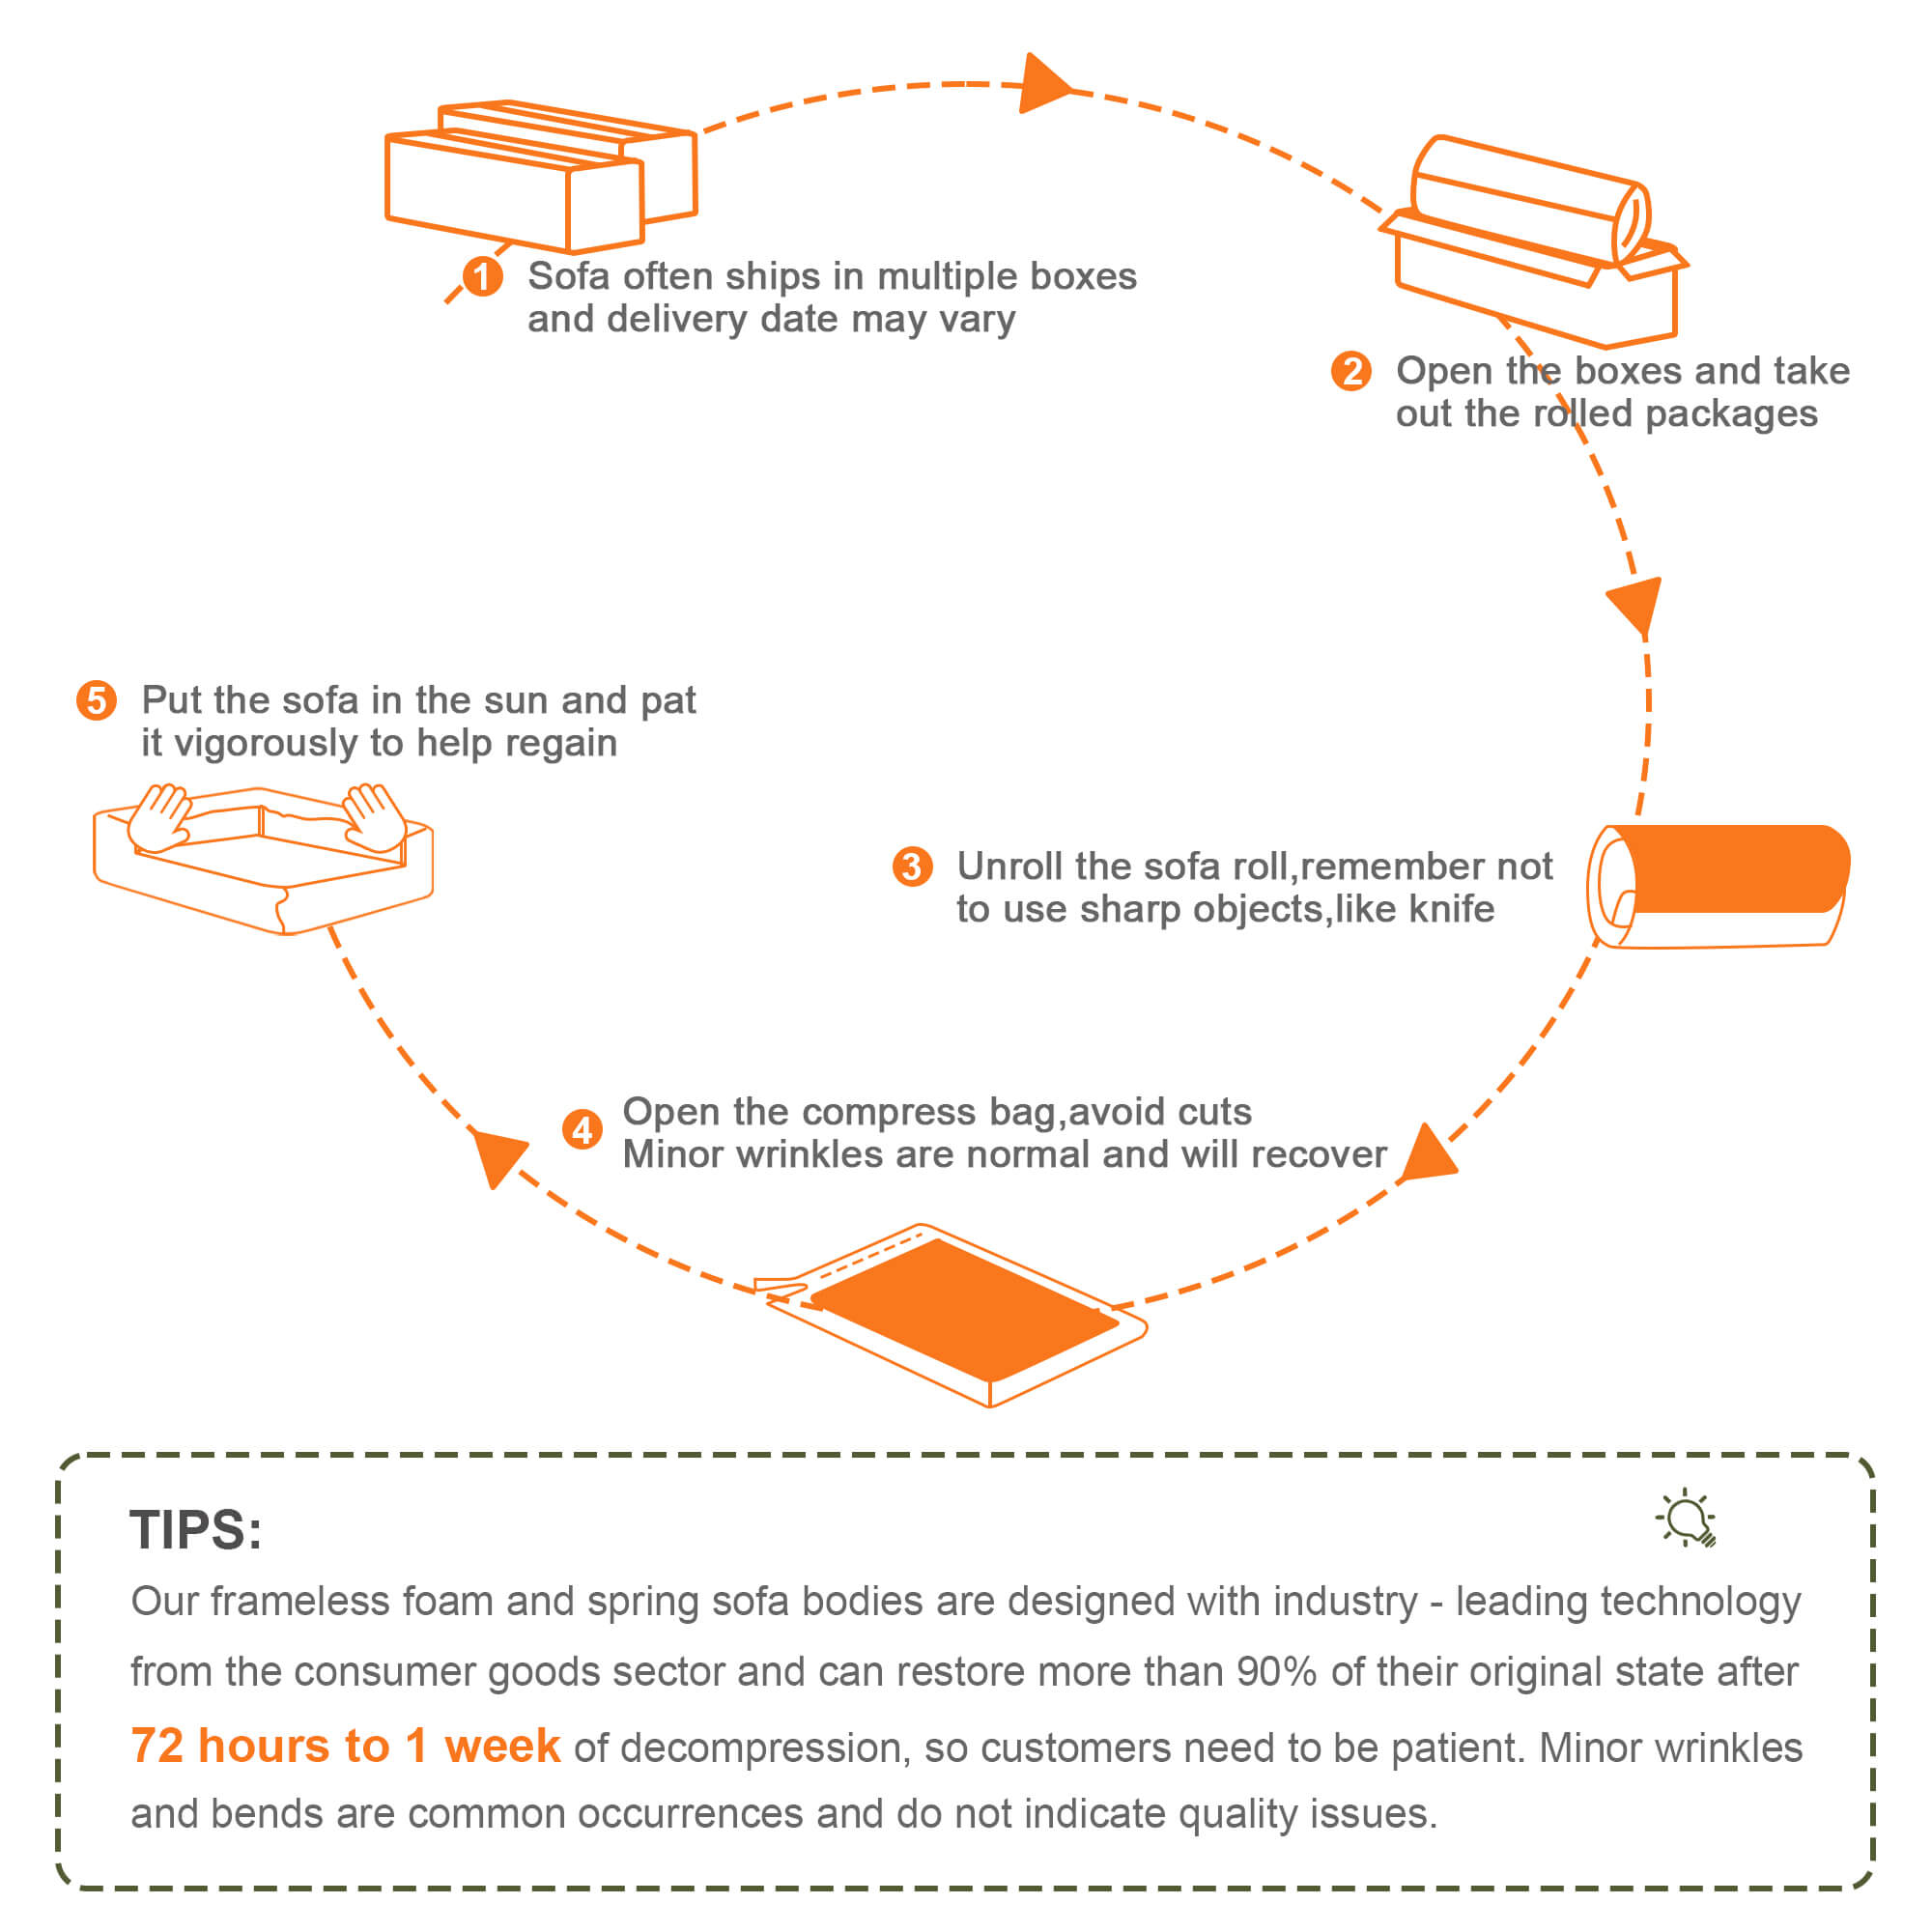 1 Sofa often ships in multiple boxes
and delivery date may vary
2 Open the boxes and take
out the rolled packages
3 Unroll the sofa roll,remember not
to use sharp objects,like knife
4 Open the compress bag,avoid cuts
Minor wrinkles are normal and will recover
5 Put the sofa in the sun and pat
it vigorously to help regain
TIPS:
Our frameless foam and spring sofa bodies are designed with industry - leading technology
from the consumer goods sector and can restore more than 90% of their original state after
72 hours to 1 week of decompression, so customers need to be patient. Minor wrinkles
and bends are common occurrences and do not indicate quality issues.